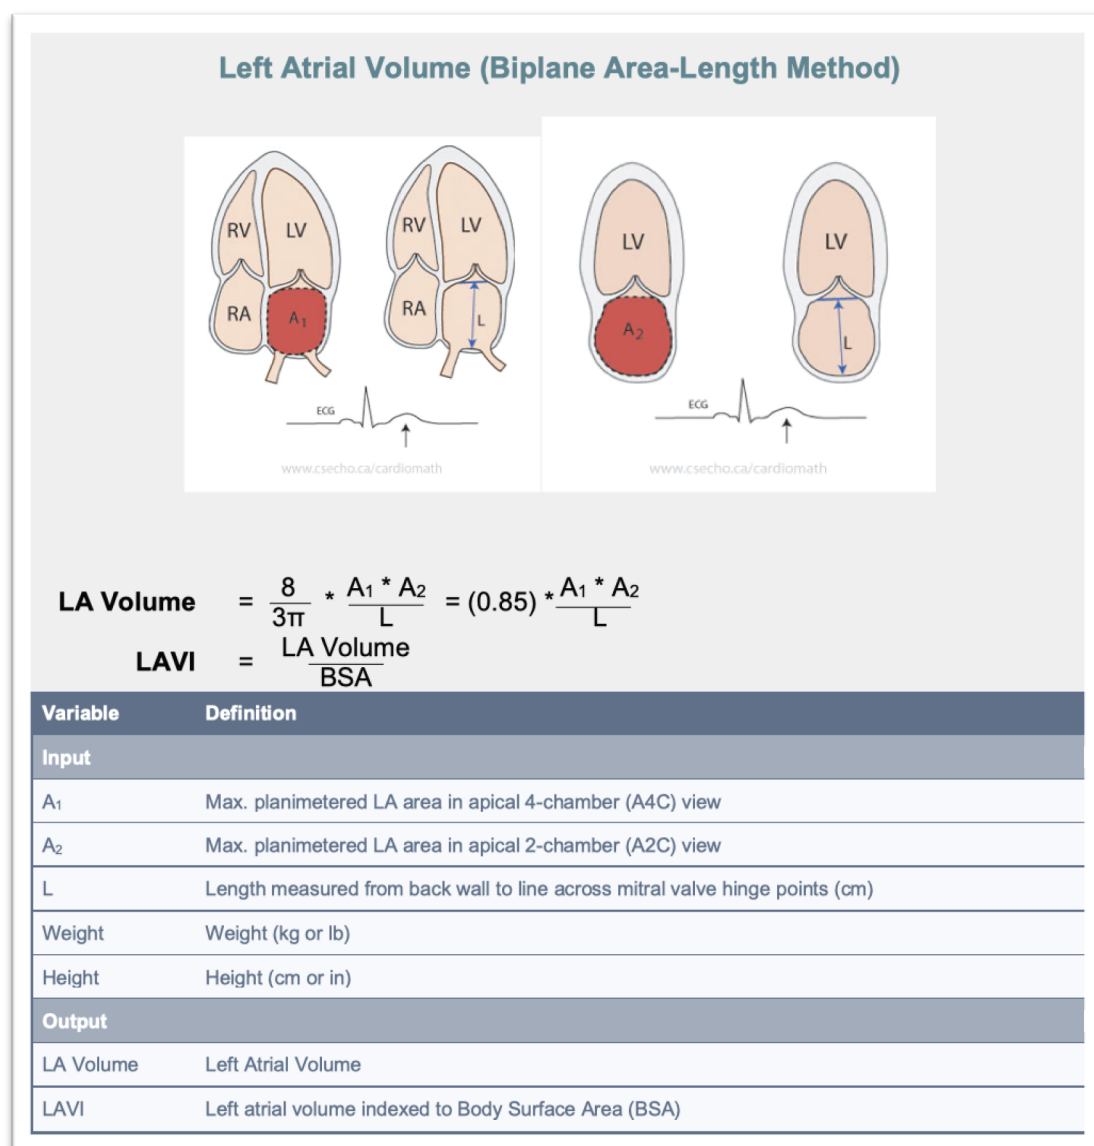 Left Atrial Volume (Biplane Area-Length Method)
RV LV RV LV LV LV
RA A₁ RA L A₂ L
ECG ECG
www.csecho.ca/cardiomath www.csecho.ca/cardiomath
LA Volume = 8/3π * A₁ * A₂/L = (0.85) * A₁ * A₂/L
LAVI = LA Volume/BSA
Variable Definition
Input
A₁ Max. planimetered LA area in apical 4-chamber (A4C) view
A₂ Max. planimetered LA area in apical 2-chamber (A2C) view
L Length measured from back wall to line across mitral valve hinge points (cm)
Weight Weight (kg or lb)
Height Height (cm or in)
Output
LA Volume Left Atrial Volume
LAVI Left atrial volume indexed to Body Surface Area (BSA)